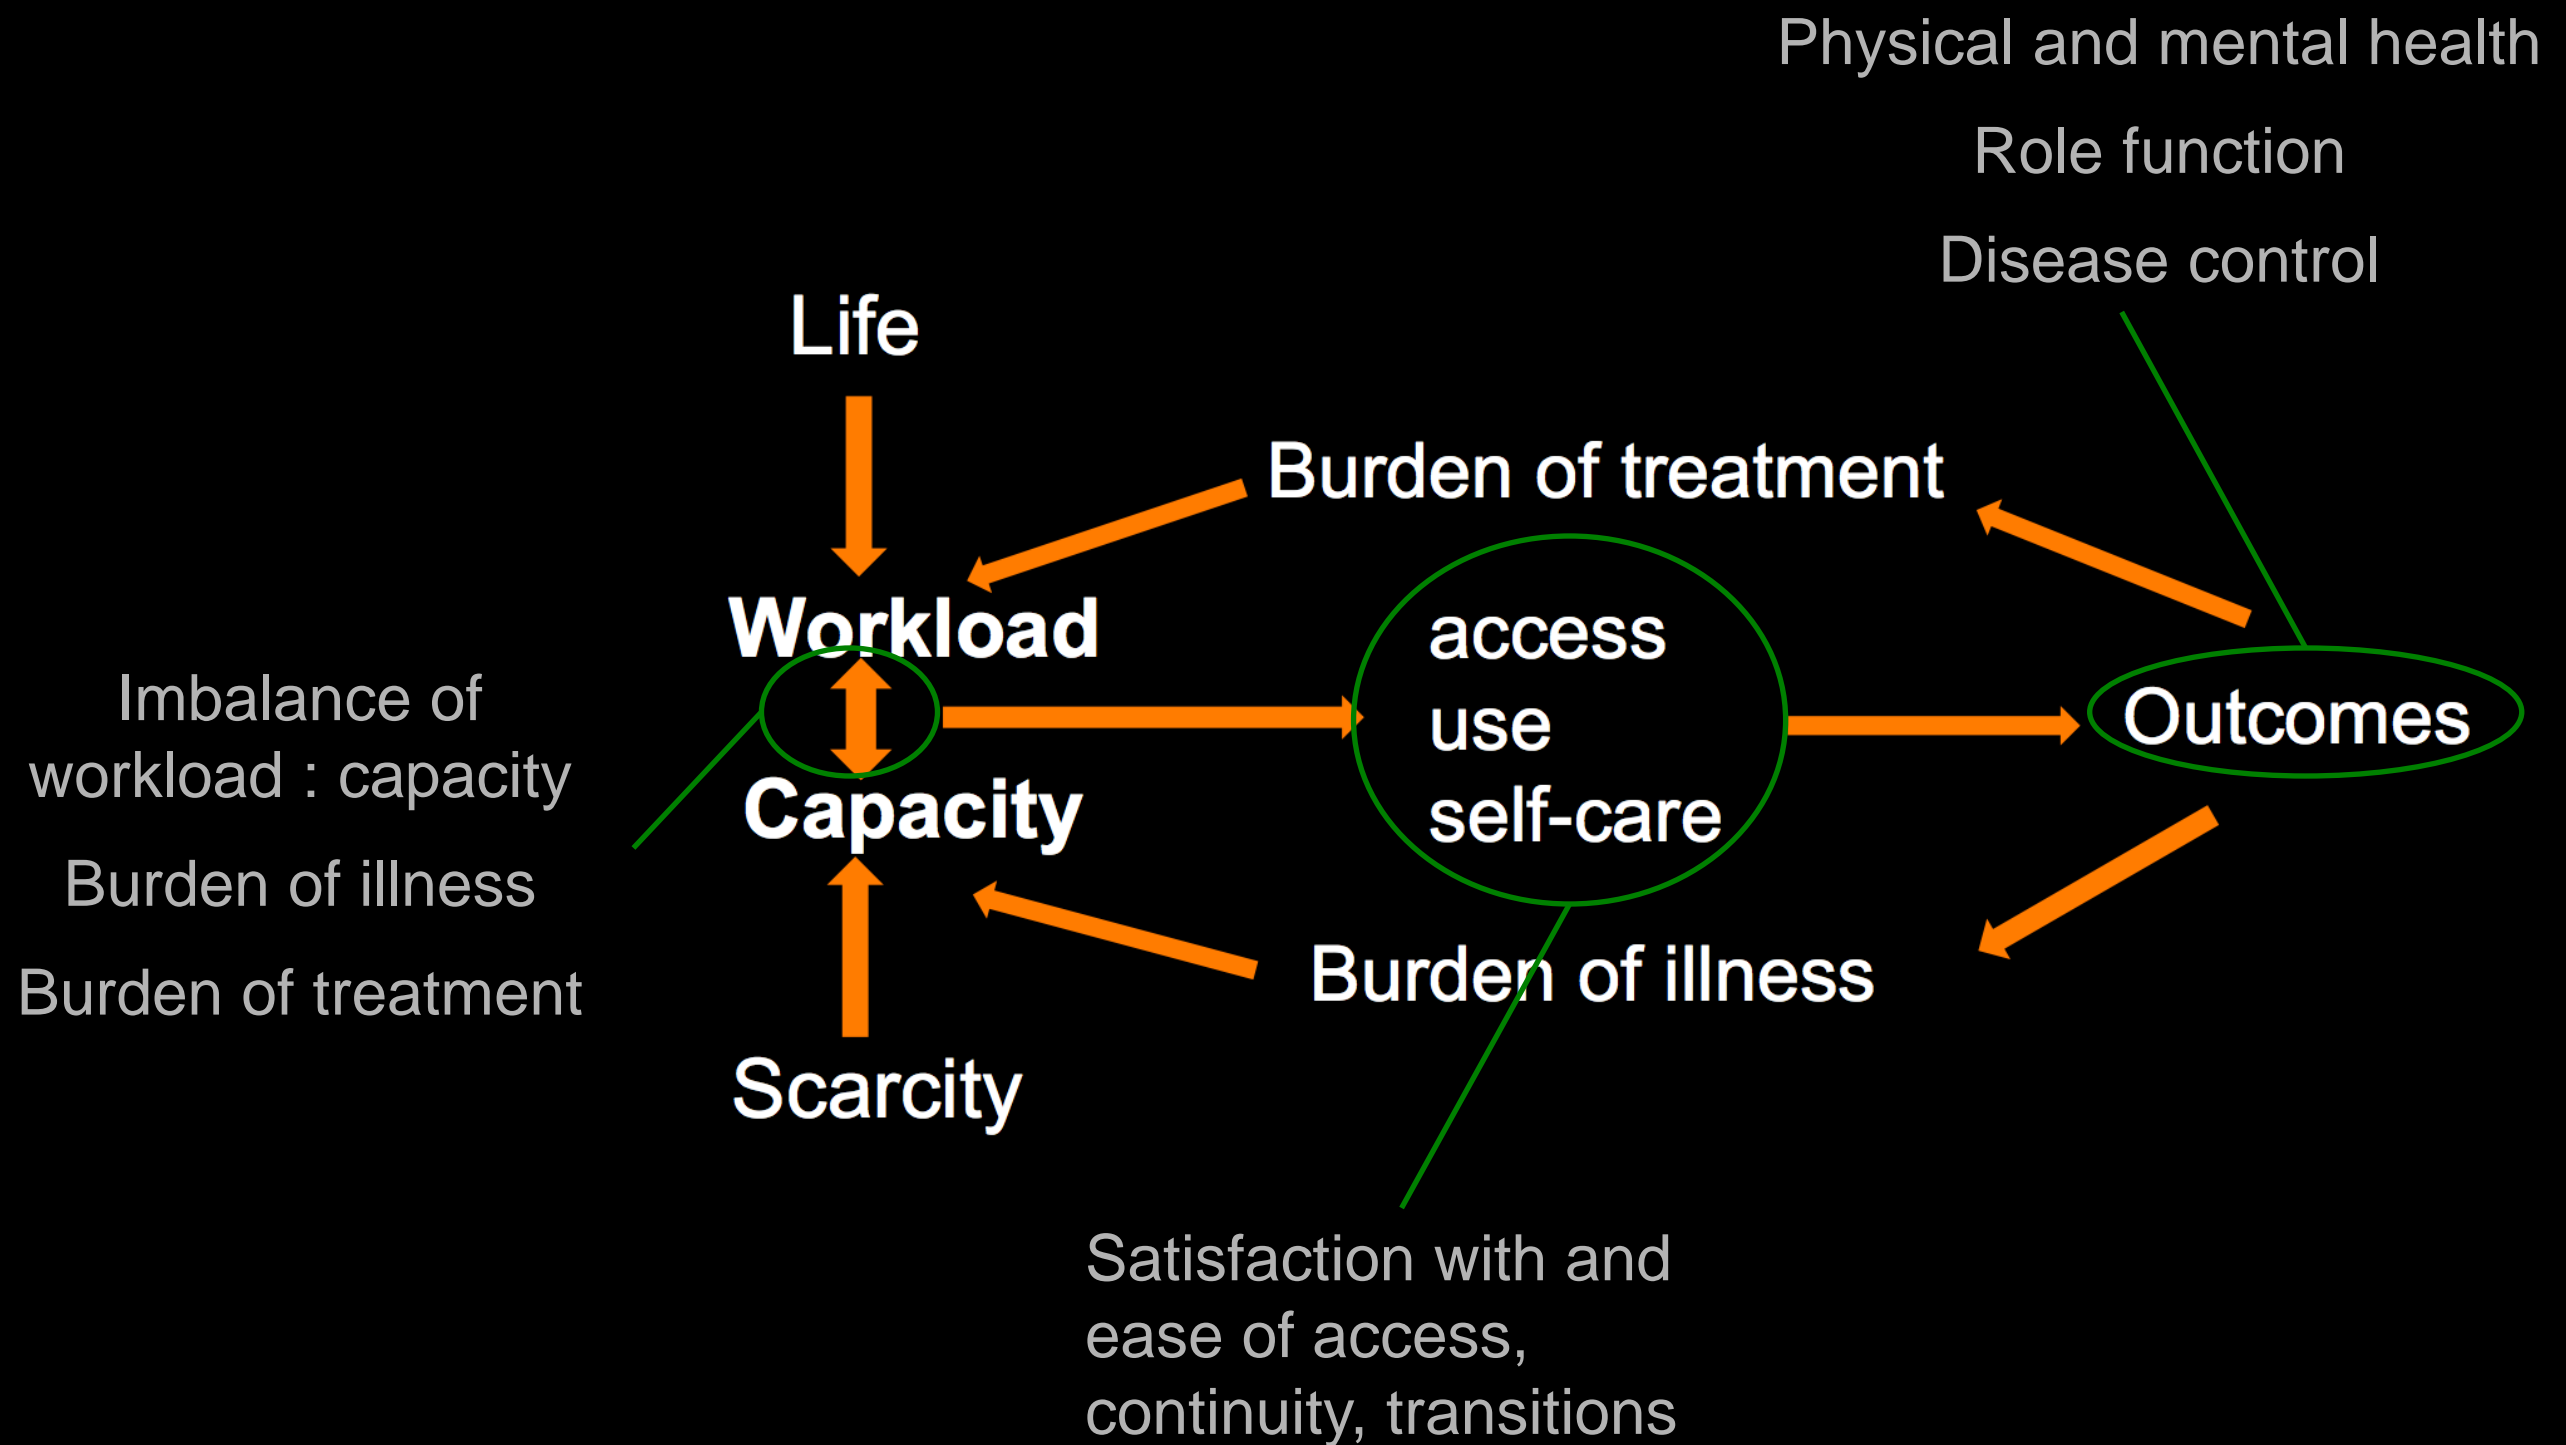 Physical and mental health
Role function
Disease control
Life
Burden of treatment
Workload
access
use
self-care
Outcomes
Imbalance of
workload : capacity
Burden of illness
Burden of treatment
Capacity
Burden of illness
Scarcity
Satisfaction with and
ease of access,
continuity, transitions